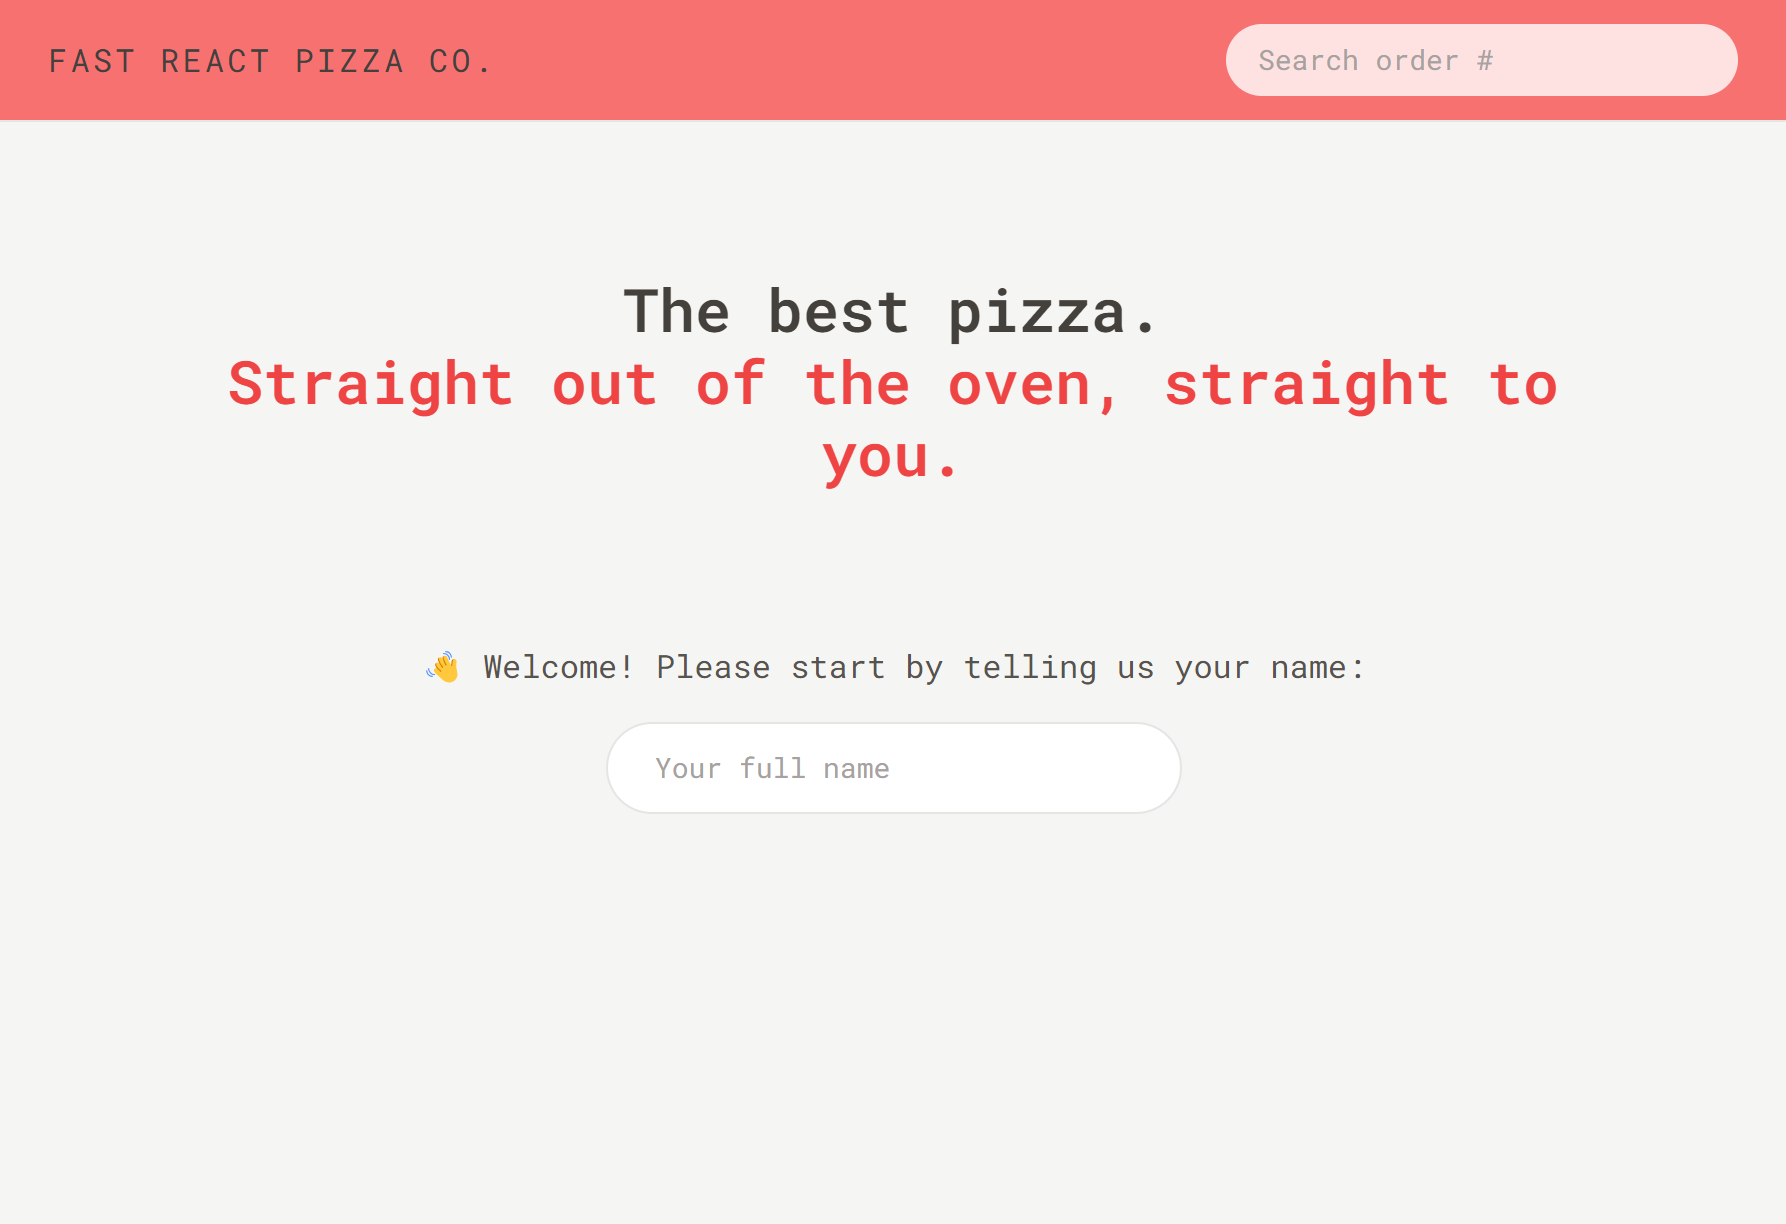 FAST REACT PIZZA CO.
Search order #
The best pizza.
Straight out of the oven, straight to
you.
👋 Welcome! Please start by telling us your name:
Your full name